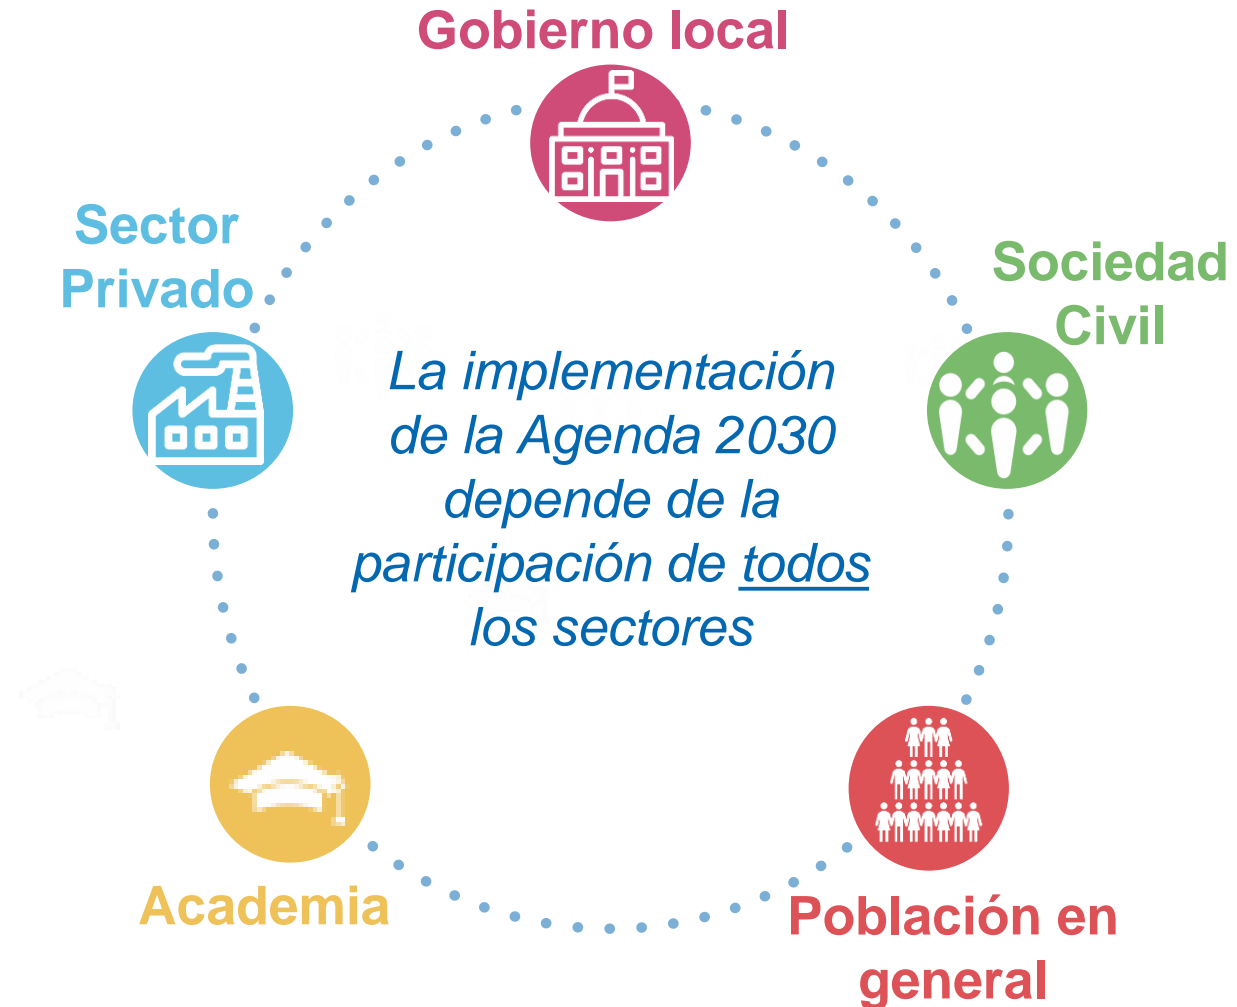 Gobierno local
Sector
Privado
Sociedad
Civil
La implementación
de la Agenda 2030
depende de la
participación de todos
los sectores
Academia
Población en
general